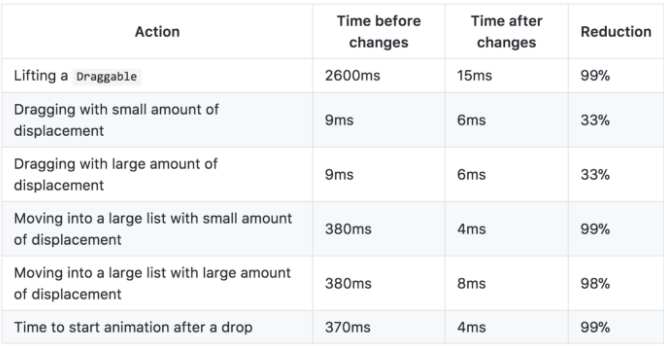 Action Time before changes Time after changes Reduction
Lifting a Draggable 2600ms 15ms 99%
Dragging with small amount of displacement 9ms 6ms 33%
Dragging with large amount of displacement 9ms 6ms 33%
Moving into a large list with small amount of displacement 380ms 4ms 99%
Moving into a large list with large amount of displacement 380ms 8ms 98%
Time to start animation after a drop 370ms 4ms 99%